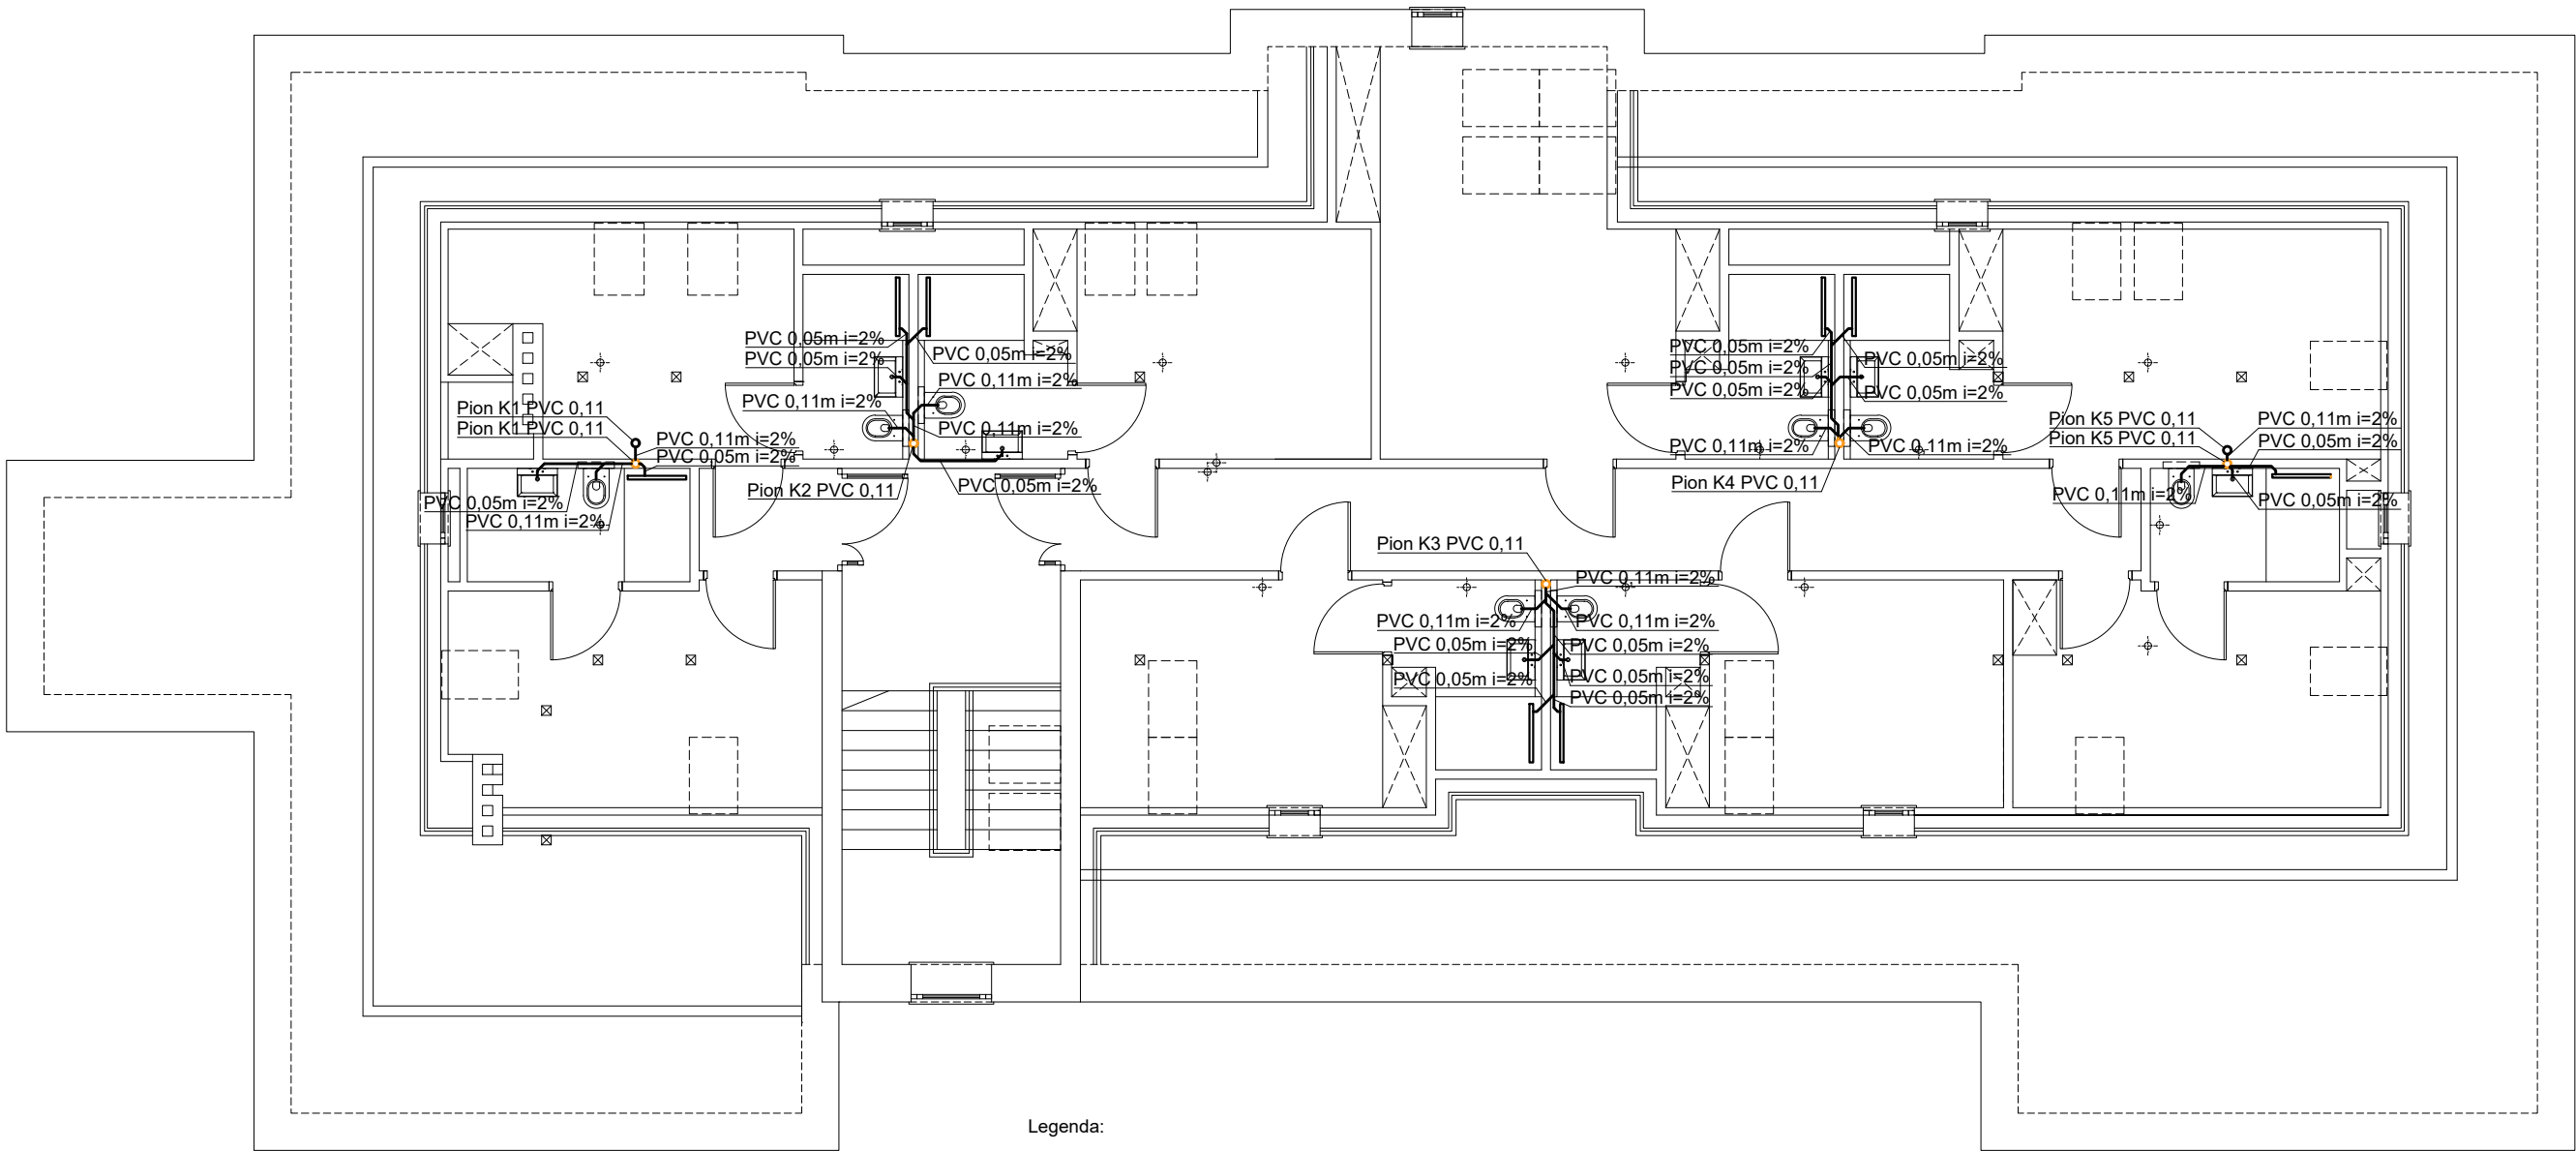 PVC 0,05m i=2%
PVC 0,05m i=2%
PVC 0,05m i=2%
PVC 0,11m i=2%
PVC 0,11m i=2%
PVC 0,11m i=2%
Pion K1 PVC 0,11
Pion K1 PVC 0,11
PVC 0,11m i=2%
PVC 0,05m i=2%
PVC 0,05m i=2%
PVC 0,11m i=2%
Pion K2 PVC 0,11
PVC 0,05m i=2%
PVC 0,05m i=2%
PVC 0,05m i=2%
PVC 0,05m i=2%
PVC 0,05m i=2%
PVC 0,05m i=2%
PVC 0,11m i=2%
PVC 0,11m i=2%
Pion K4 PVC 0,11
Pion K5 PVC 0,11
Pion K5 PVC 0,11
PVC 0,11m i=2%
PVC 0,05m i=2%
PVC 0,11m i=2%
PVC 0,05m i=2%
Pion K3 PVC 0,11
PVC 0,11m i=2%
PVC 0,11m i=2%
PVC 0,11m i=2%
PVC 0,05m i=2%
PVC 0,05m i=2%
PVC 0,05m i=2%
PVC 0,05m i=2%
PVC 0,05m i=2%
Legenda: